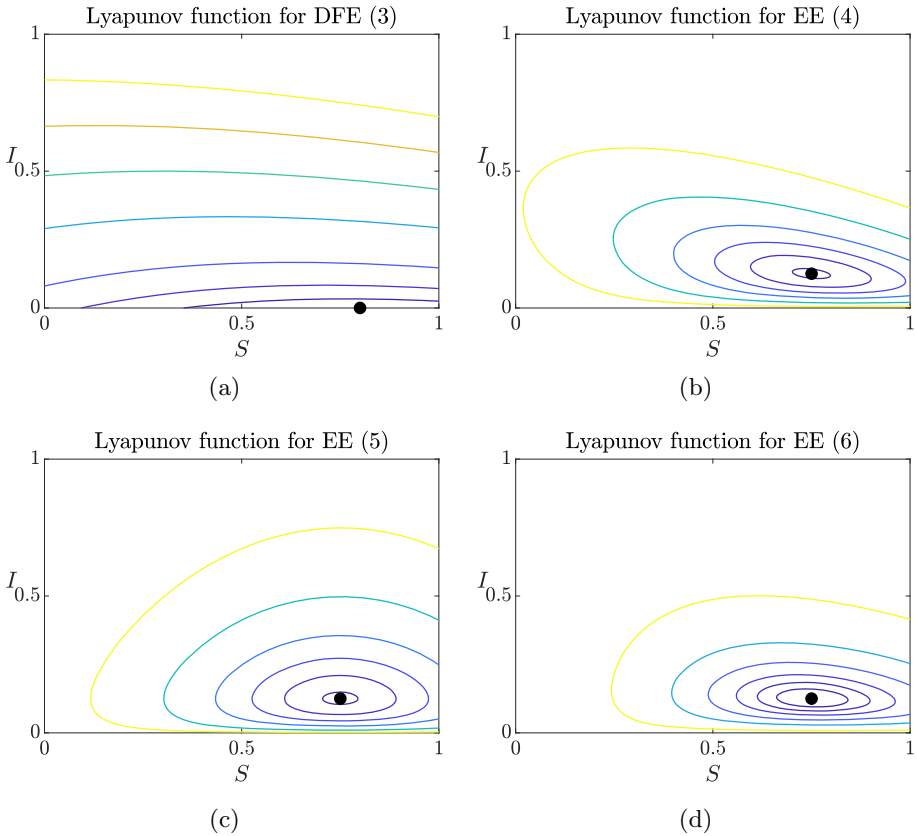 Lyapunov function for DFE (3)
1
I
0.5
0
0
0.5
1
S
(a)
Lyapunov function for EE (4)
1
I
0.5
0
0
0.5
1
S
(b)
Lyapunov function for EE (5)
1
I
0.5
0
0
0.5
1
S
(c)
Lyapunov function for EE (6)
1
I
0.5
0
0
0.5
1
S
(d)